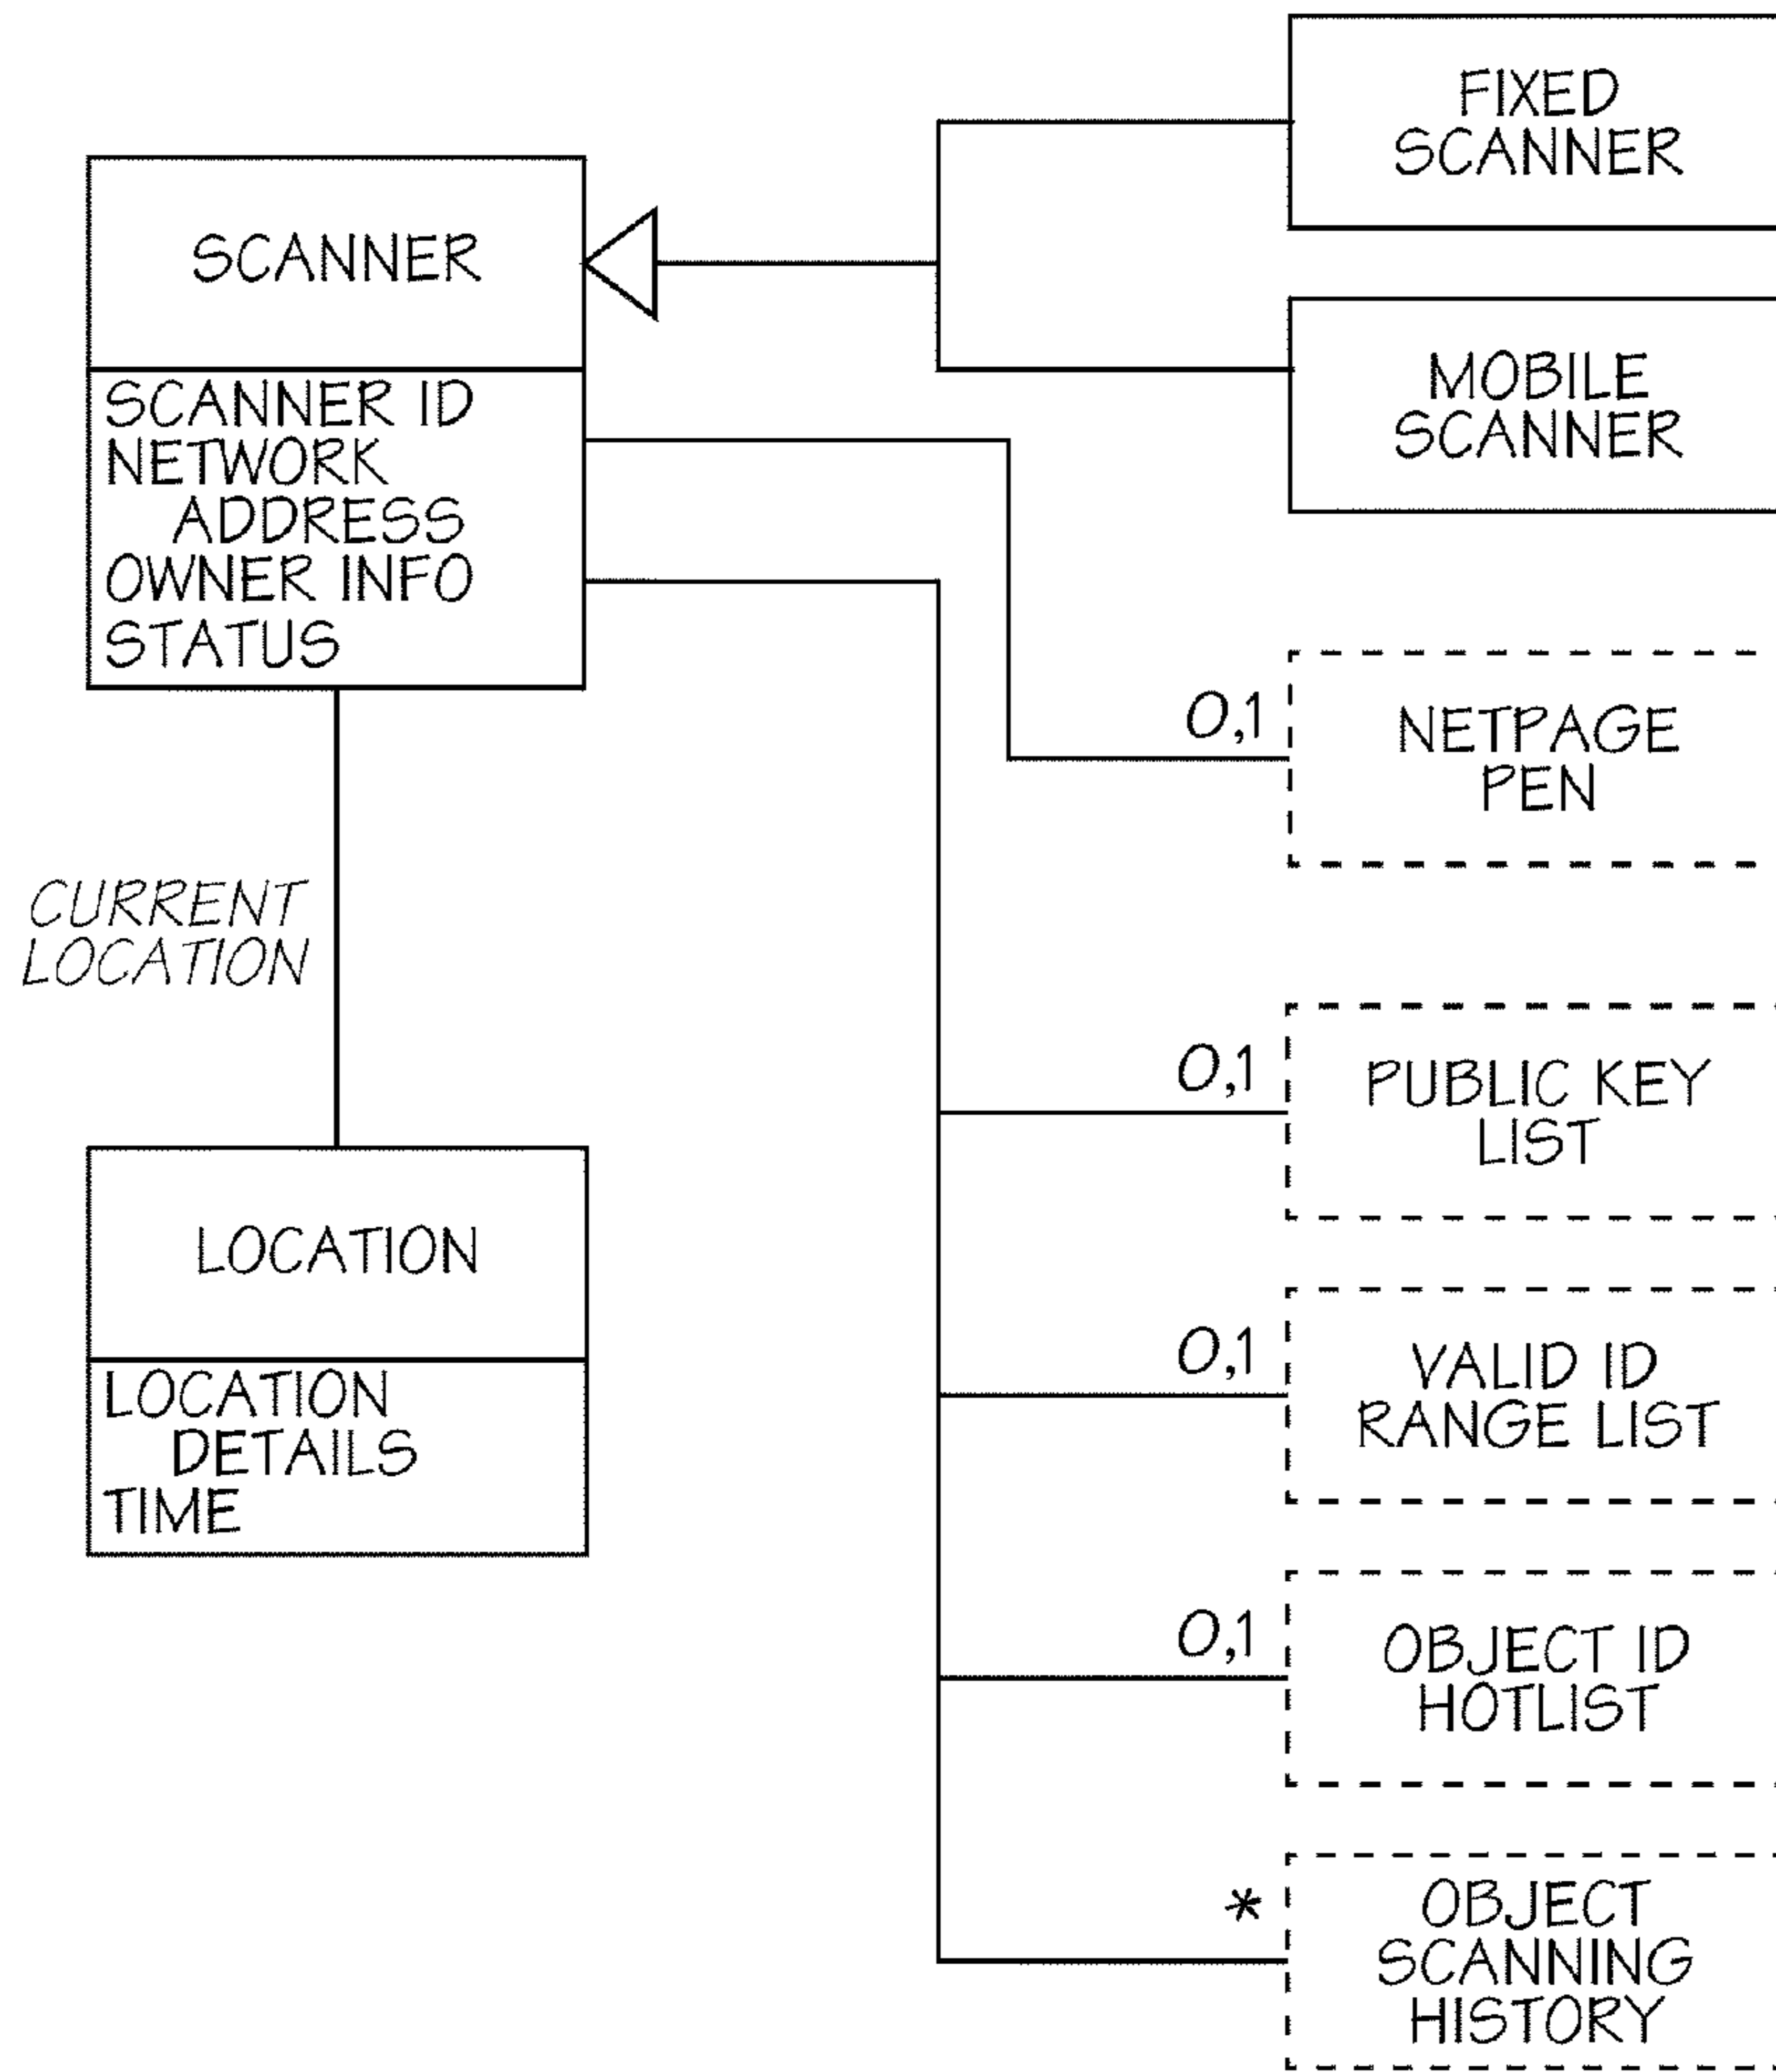 FIXED
SCANNER
SCANNER
MOBILE
SCANNER
SCANNER ID
NETWORK
ADDRESS
OWNER INFO
STATUS
0,1
NETPAGE
PEN
CURRENT
LOCATION
0,1
PUBLIC KEY
LIST
LOCATION
LOCATION
DETAILS
TIME
0,1
VALID ID
RANGE LIST
0,1
OBJECT ID
HOTLIST
*
OBJECT
SCANNING
HISTORY